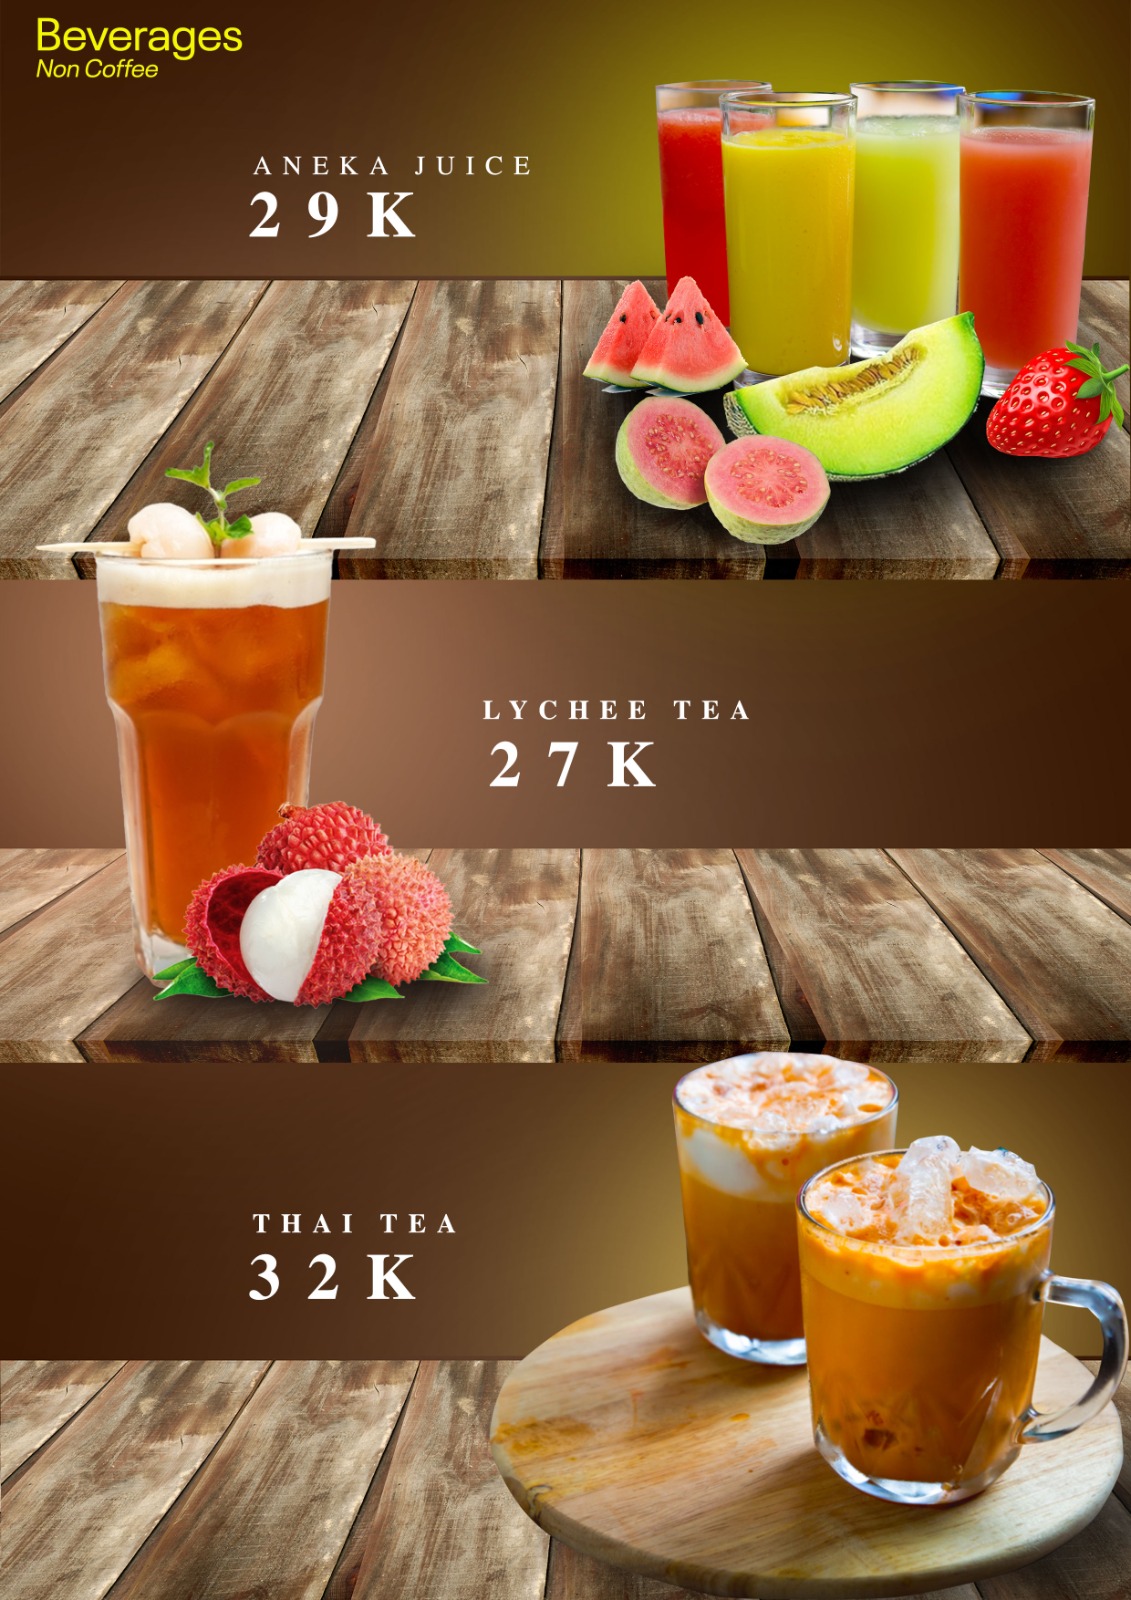 Beverages
Non Coffee
ANEKA JUICE
29K
LYCHEE TEA
27K
THAI TEA
32K